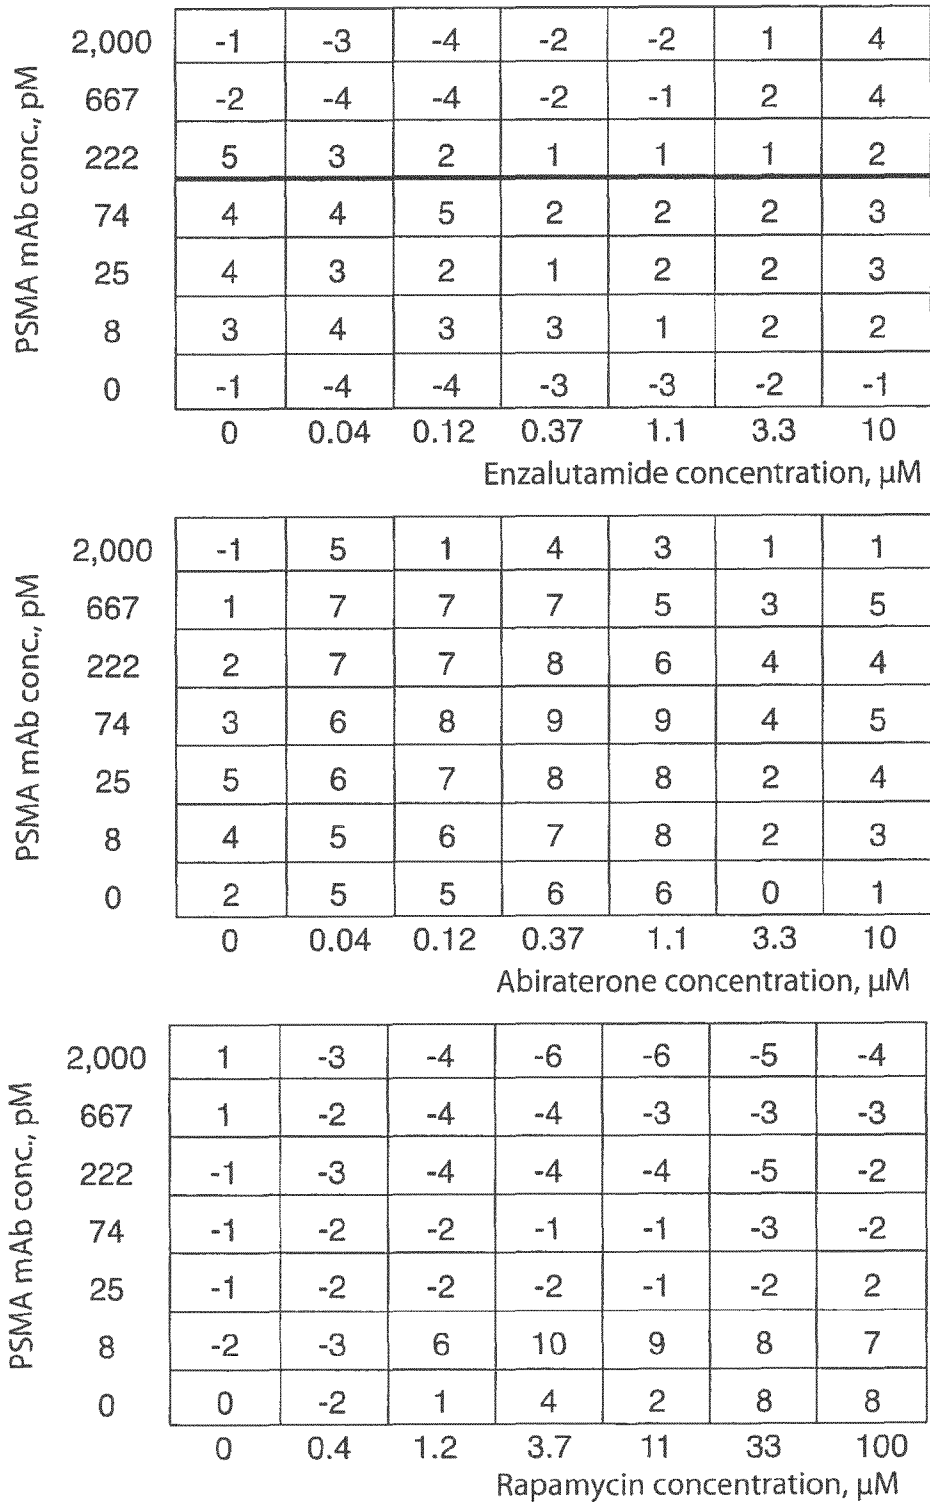 PSMA mAb conc., pM
2,000 -1 -3 -4 -2 -2 1 4
667 -2 -4 -4 -2 -1 2 4
222 5 3 2 1 1 1 2
74 4 4 5 2 2 2 3
25 4 3 2 1 2 2 3
8 3 4 3 3 1 2 2
0 -1 -4 -4 -3 -3 -2 -1
0 0.04 0.12 0.37 1.1 3.3 10
Enzalutamide concentration, µM
PSMA mAb conc., pM
2,000 -1 5 1 4 3 1 1
667 1 7 7 7 5 3 5
222 2 7 7 8 6 4 4
74 3 6 8 9 9 4 5
25 5 6 7 8 8 2 4
8 4 5 6 7 8 2 3
0 2 5 5 6 6 0 1
0 0.04 0.12 0.37 1.1 3.3 10
Abiraterone concentration, µM
PSMA mAb conc., pM
2,000 1 -3 -4 -6 -6 -5 -4
667 1 -2 -4 -4 -3 -3 -3
222 -1 -3 -4 -4 -4 -5 -2
74 -1 -2 -2 -1 -1 -3 -2
25 -1 -2 -2 -2 -1 -2 2
8 -2 -3 6 10 9 8 7
0 0 -2 1 4 2 8 8
0 0.4 1.2 3.7 11 33 100
Rapamycin concentration, µM